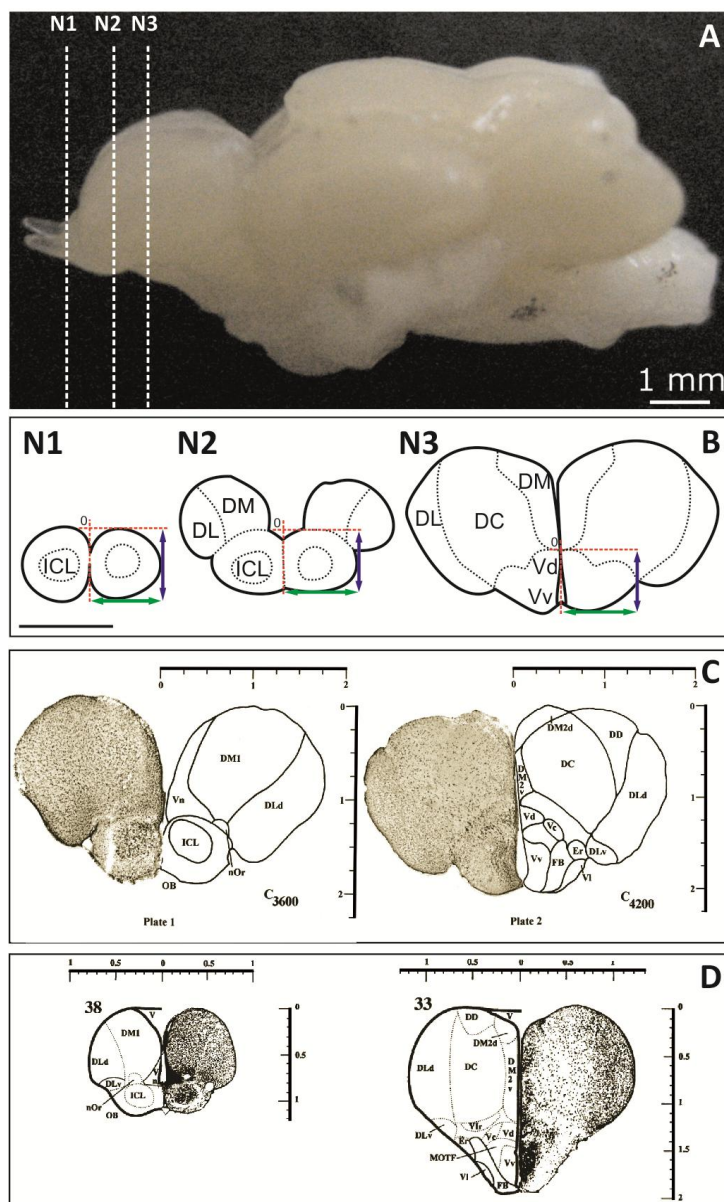 N1 N2 N3
A
1 mm
N1 N2 N3 B
0 0 0
DM DM
DL DL DC
ICL ICL Vd
Vv
0 1 2 0 1 2 C
0 0
DM2d DD
DM1 DC
DM2v
DLd DLd
1 1
Vn
Vd Vc
ICL Vv FB Er DLv
nOr Vl
OB
2 2
C3600 C4200
Plate 1 Plate 2
1 0.5 0 0.5 1 1 0.5 0 0.5 1 D
38 33
V V
0 0
DD
DM1 DM2d
DLd DLd DC DM2v
0.5 0.5
DLv
nOr ICL
OB
1 1
DLv Er Vc Vd
MOTF Vv
1.5
Vl FB
2